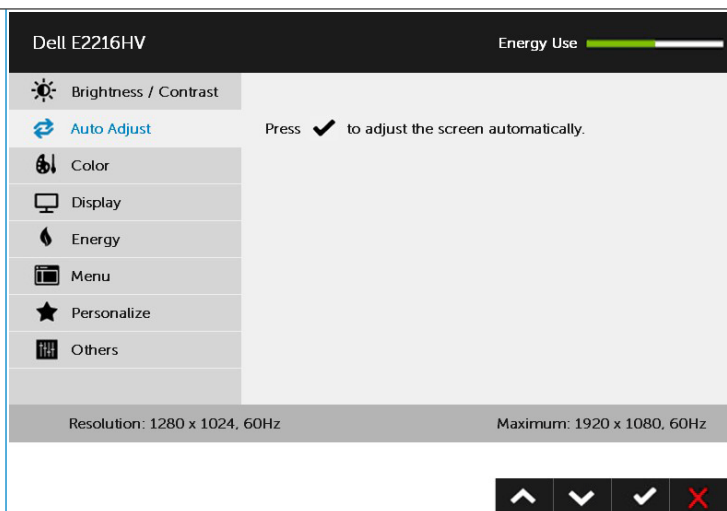 Dell E2216HV
Energy Use
Brightness / Contrast
Auto Adjust
Press to adjust the screen automatically.
Color
Display
Energy
Menu
Personalize
Others
Resolution: 1280 x 1024, 60Hz
Maximum: 1920 x 1080, 60Hz